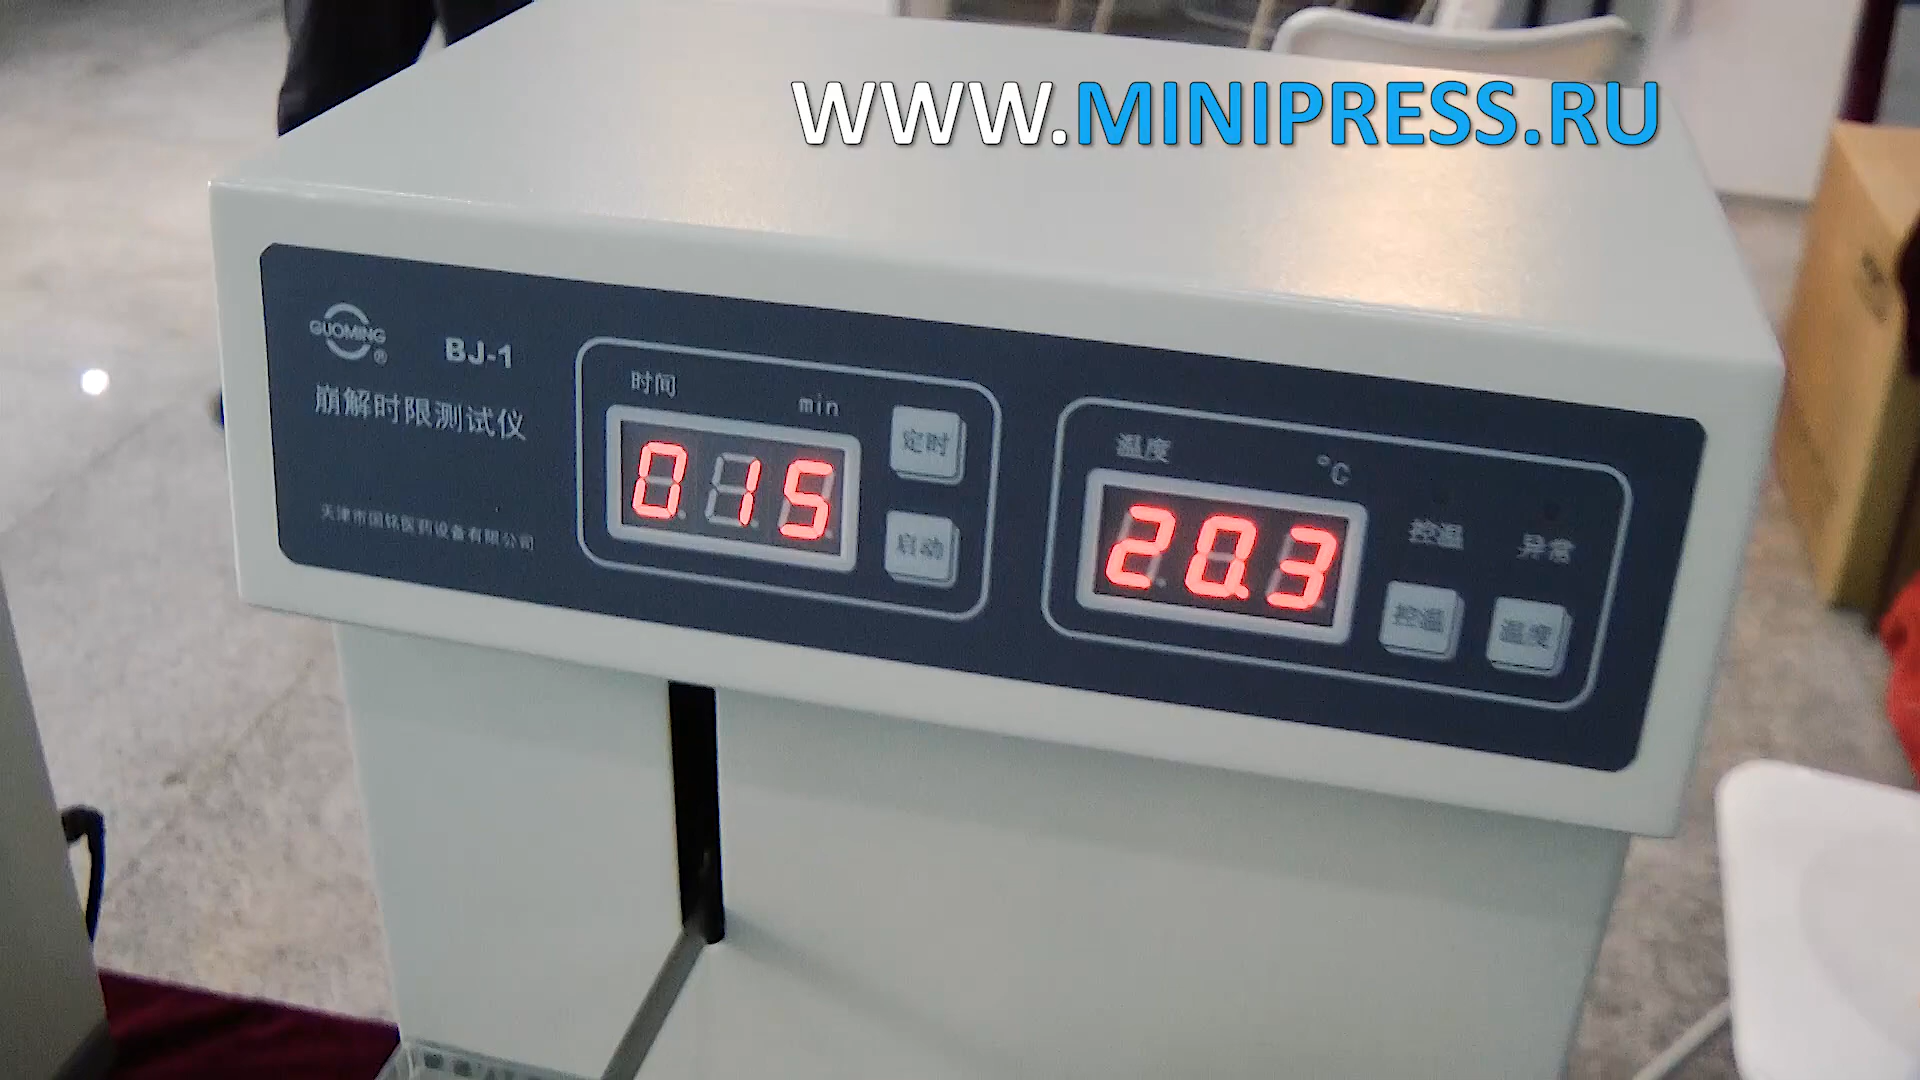 WWW.MINIPRESS.RU
GUOMING ®
BJ-1
崩解时限测试仪
天津市国铭医药设备有限公司
时间 min
015
定时
启动
温度 °C
20.3
控温 异常
控温 温度